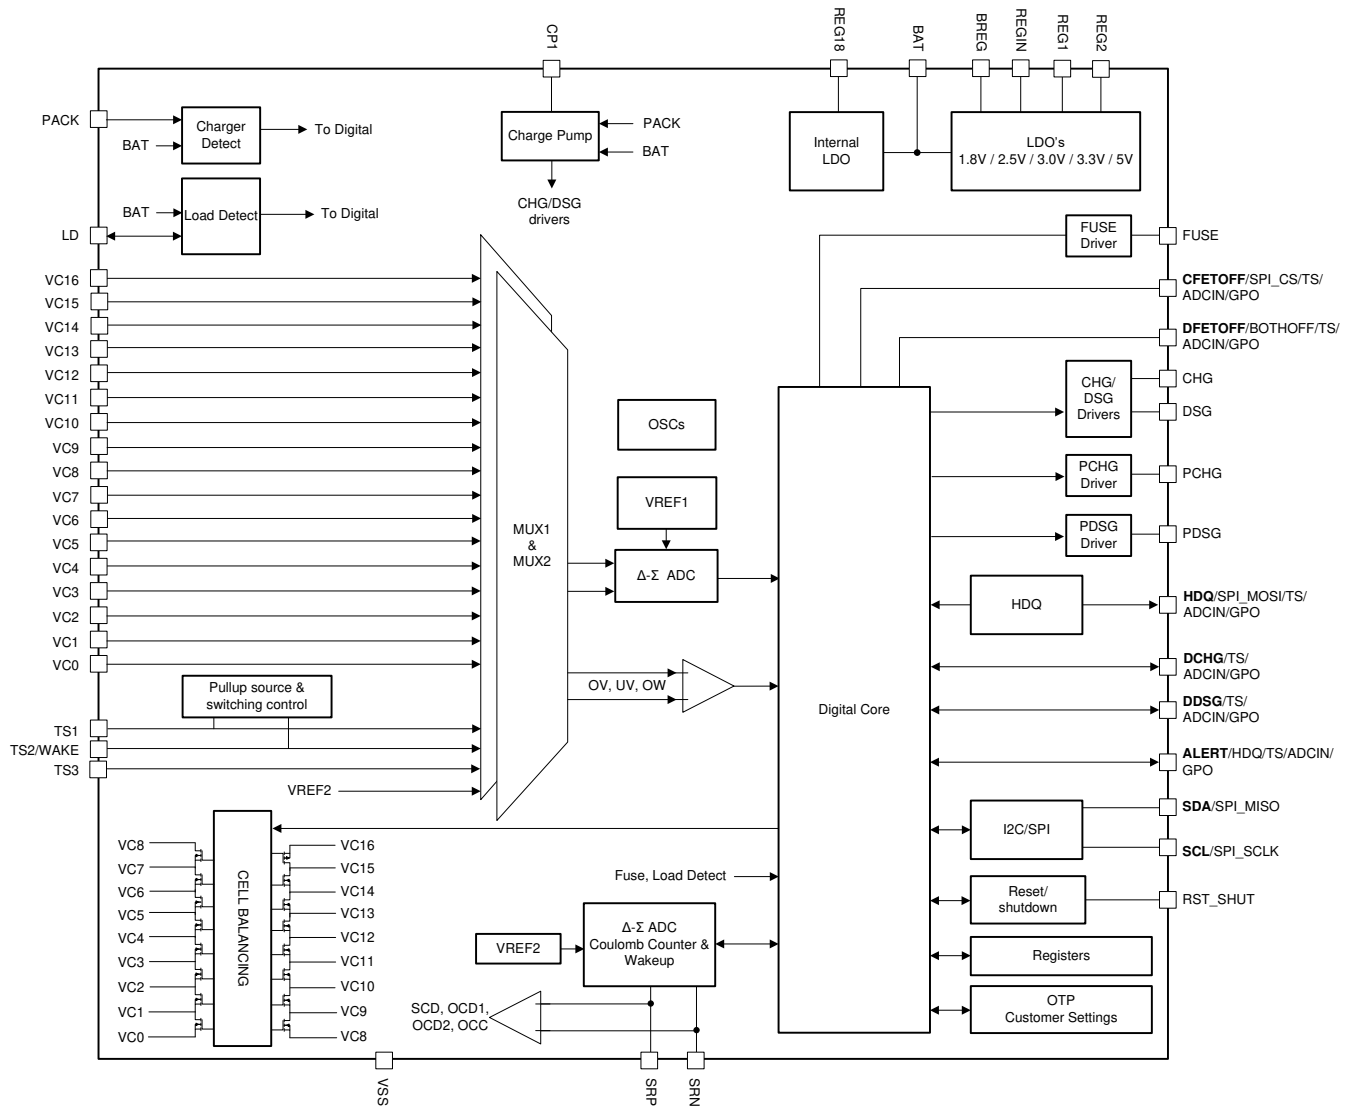 CP1
REG18
BAT
BREG
REGIN
REG1
REG2
PACK
BAT
Charger
Detect
To Digital
Charge Pump
PACK
BAT
CHG/DSG
drivers
Internal
LDO
LDO's
1.8V / 2.5V / 3.0V / 3.3V / 5V
BAT
LD
Load Detect
To Digital
FUSE
Driver
FUSE
VC16
VC15
VC14
VC13
VC12
VC11
VC10
VC9
VC8
VC7
VC6
VC5
VC4
VC3
VC2
VC1
VC0
CFETOFF/SPI_CS/TS/
ADCIN/GPO
DFETOFF/BOTHOFF/TS/
ADCIN/GPO
CHG/
DSG
Drivers
CHG
DSG
OSCs
VREF1
MUX1
&
MUX2
Δ-Σ ADC
PCHG
Driver
PCHG
PDSG
Driver
PDSG
HDQ
HDQ/SPI_MOSI/TS/
ADCIN/GPO
DCHG/TS/
ADCIN/GPO
OV, UV, OW
Digital Core
DDSG/TS/
ADCIN/GPO
Pullup source &
switching control
TS1
TS2/WAKE
TS3
VREF2
ALERT/HDQ/TS/ADCIN/
GPO
I2C/SPI
SDA/SPI_MISO
SCL/SPI_SCLK
VC8
VC7
VC6
VC5
VC4
VC3
VC2
VC1
VC0
CELL BALANCING
VC16
VC15
VC14
VC13
VC12
VC11
VC10
VC9
VC8
Fuse, Load Detect
Reset/
shutdown
RST_SHUT
VREF2
Δ-Σ ADC
Coulomb Counter &
Wakeup
Registers
SCD, OCD1,
OCD2, OCC
OTP
Customer Settings
VSS
SRP
SRN